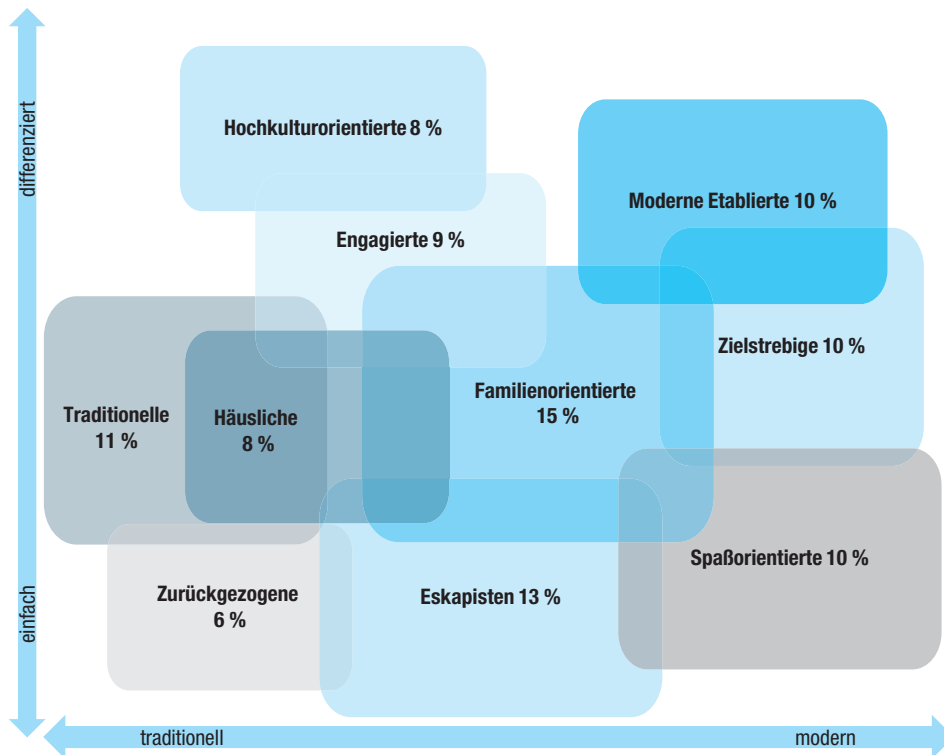 differenziert
Hochkulturorientierte 8 %
Moderne Etablierte 10 %
Engagierte 9 %
Zielstrebige 10 %
Familienorientierte
15 %
Traditionelle
11 %
Häusliche
8 %
Spaßorientierte 10 %
Zurückgezogene
6 %
Eskapisten 13 %
einfach
traditionell
modern